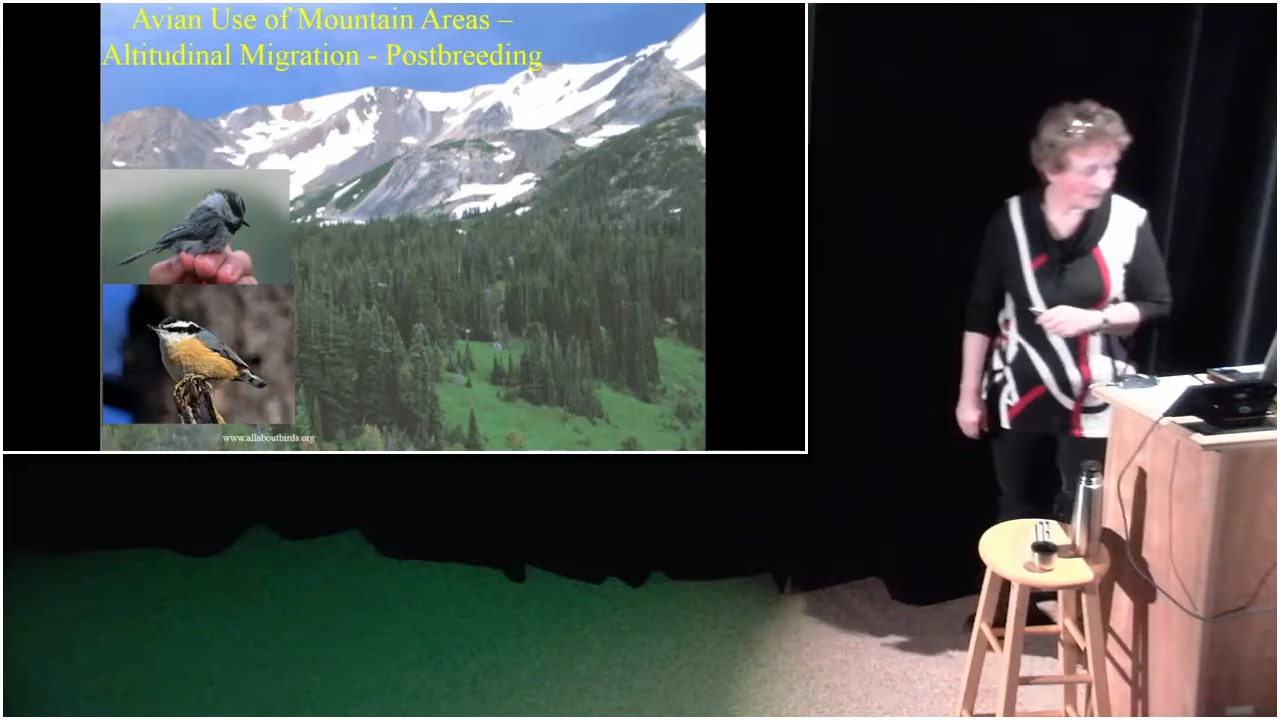 Avian Use of Mountain Areas –
Altitudinal Migration - Postbreeding
www.allaboutbirds.org